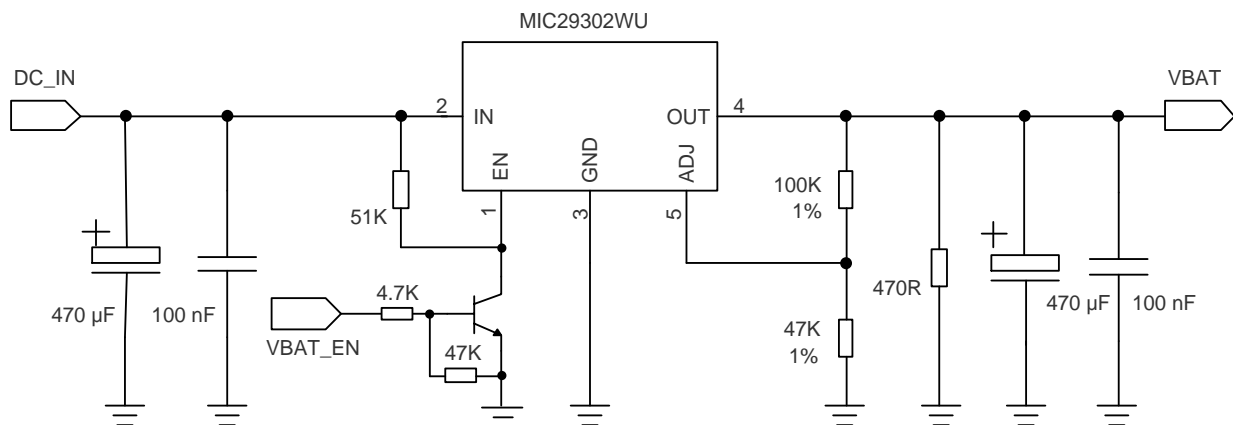 MIC29302WU
DC_IN
VBAT
2
IN
OUT
4
EN
GND
ADJ
1
3
5
51K
100K
1%
470 µF
100 nF
4.7K
VBAT_EN
47K
47K
1%
470R
470 µF
100 nF